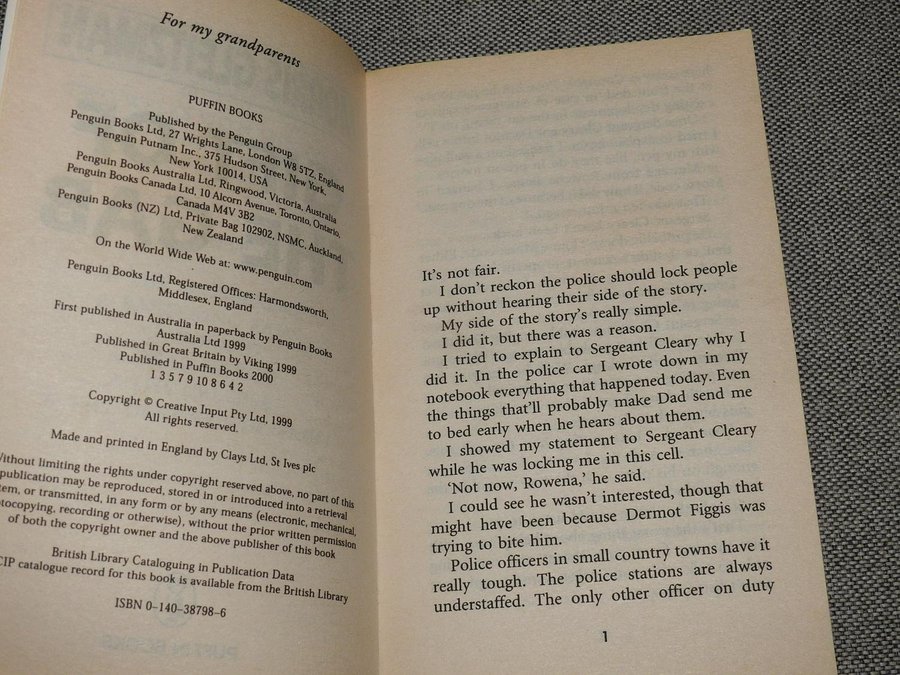 For my grandparents
PUFFIN BOOKS
Published by the Penguin Group
Penguin Books Ltd, 27 Wrights Lane, London W8 5TZ, England
Penguin Putnam Inc., 375 Hudson Street, New York,
New York 10014, USA
Penguin Books Australia Ltd, Ringwood, Victoria, Australia
Penguin Books Canada Ltd, 10 Alcorn Avenue, Toronto, Ontario,
Canada M4V 3B2
Penguin Books (NZ) Ltd, Private Bag 102902, NSMC, Auckland,
New Zealand
On the World Wide Web at: www.penguin.com
Penguin Books Ltd, Registered Offices: Harmondsworth,
Middlesex, England
First published in Australia in paperback by Penguin Books
Australia Ltd 1999
Published in Great Britain by Viking 1999
Published in Puffin Books 2000
1 3 5 7 9 10 8 6 4 2
Copyright © Creative Input Pty Ltd, 1999
All rights reserved.
Made and printed in England by Clays Ltd, St Ives plc
ithout limiting the rights under copyright reserved above, no part of this
publication may be reproduced, stored in or introduced into a retrieval
tem, or transmitted, in any form or by any means (electronic, mechanical,
otocopying, recording or otherwise), without the prior written permission
of both the copyright owner and the above publisher of this book
British Library Cataloguing in Publication Data
CIP catalogue record for this book is available from the British Library
ISBN 0–140–38798–6
It's not fair.
I don't reckon the police should lock people
up without hearing their side of the story.
My side of the story's really simple.
I did it, but there was a reason.
I tried to explain to Sergeant Cleary why I
did it. In the police car I wrote down in my
notebook everything that happened today. Even
the things that'll probably make Dad send me
to bed early when he hears about them.
I showed my statement to Sergeant Cleary
while he was locking me in this cell.
'Not now, Rowena,' he said.
I could see he wasn't interested, though that
might have been because Dermot Figgis was
trying to bite him.
Police officers in small country towns have it
really tough. The police stations are always
understaffed. The only other officer on duty
1